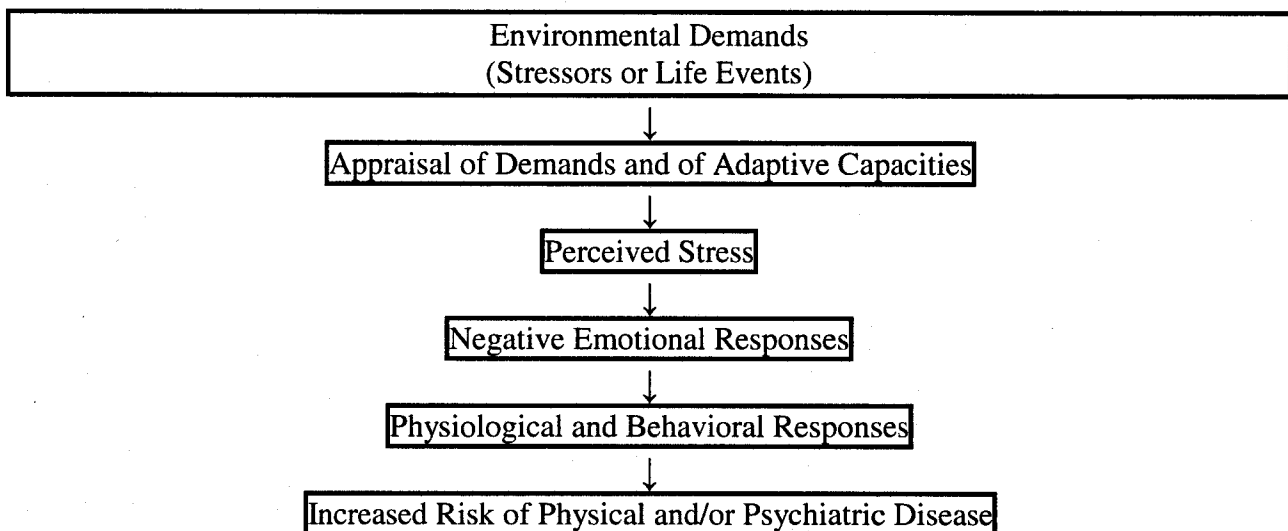 Environmental Demands
(Stressors or Life Events)
↓
Appraisal of Demands and of Adaptive Capacities
↓
Perceived Stress
↓
Negative Emotional Responses
↓
Physiological and Behavioral Responses
↓
Increased Risk of Physical and/or Psychiatric Disease